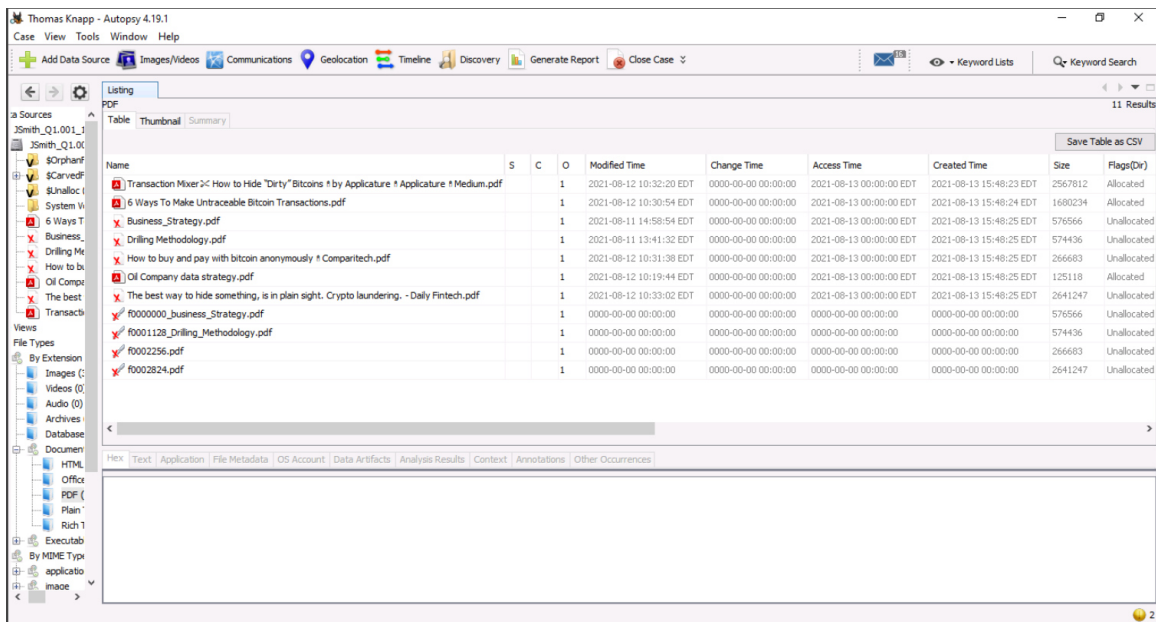 Thomas Knapp - Autopsy 4.19.1
Case View Tools Window Help
Add Data Source Images/Videos Communications Geolocation Timeline Discovery Generate Report Close Case 16 Keyword Lists Keyword Search
Listing
PDF 11 Results
Table Thumbnail Summary
Save Table as CSV
Name S C O Modified Time Change Time Access Time Created Time Size Flags(Dir)
Transaction Mixer How to Hide "Dirty" Bitcoins by Applicature Applicature Medium.pdf 1 2021-08-12 10:32:20 EDT 0000-00-00 00:00:00 2021-08-13 00:00:00 EDT 2021-08-13 15:48:23 EDT 2567812 Allocated
6 Ways To Make Untraceable Bitcoin Transactions.pdf 1 2021-08-12 10:30:54 EDT 0000-00-00 00:00:00 2021-08-13 00:00:00 EDT 2021-08-13 15:48:24 EDT 1680234 Allocated
Business_Strategy.pdf 1 2021-08-11 14:58:54 EDT 0000-00-00 00:00:00 2021-08-13 00:00:00 EDT 2021-08-13 15:48:25 EDT 576566 Unallocated
Drilling Methodology.pdf 1 2021-08-11 13:41:32 EDT 0000-00-00 00:00:00 2021-08-13 00:00:00 EDT 2021-08-13 15:48:25 EDT 574436 Unallocated
How to buy and pay with bitcoin anonymously Comparitech.pdf 1 2021-08-12 10:31:38 EDT 0000-00-00 00:00:00 2021-08-13 00:00:00 EDT 2021-08-13 15:48:25 EDT 266683 Unallocated
Oil Company data strategy.pdf 1 2021-08-12 10:19:44 EDT 0000-00-00 00:00:00 2021-08-13 00:00:00 EDT 2021-08-13 15:48:25 EDT 125118 Allocated
The best way to hide something, is in plain sight. Crypto laundering. - Daily Fintech.pdf 1 2021-08-12 10:33:02 EDT 0000-00-00 00:00:00 2021-08-13 00:00:00 EDT 2021-08-13 15:48:25 EDT 2641247 Unallocated
f0000000_business_Strategy.pdf 1 0000-00-00 00:00:00 0000-00-00 00:00:00 0000-00-00 00:00:00 0000-00-00 00:00:00 576566 Unallocated
f0001128_Drilling_Methodology.pdf 1 0000-00-00 00:00:00 0000-00-00 00:00:00 0000-00-00 00:00:00 0000-00-00 00:00:00 574436 Unallocated
f0002256.pdf 1 0000-00-00 00:00:00 0000-00-00 00:00:00 0000-00-00 00:00:00 0000-00-00 00:00:00 266683 Unallocated
f0002824.pdf 1 0000-00-00 00:00:00 0000-00-00 00:00:00 0000-00-00 00:00:00 0000-00-00 00:00:00 2641247 Unallocated
Hex Text Application File Metadata OS Account Data Artifacts Analysis Results Context Annotations Other Occurrences
a Sources
JSmith_Q1.001_1
JSmith_Q1.00
$OrphanF
$CarvedF
$Unalloc (
System V
6 Ways T
Business_
Drilling Me
How to bu
Oil Compa
The best
Transacti
Views
File Types
By Extension
Images (3
Videos (0)
Audio (0)
Archives
Database
Documen
HTML
Office
PDF (
Plain
Rich T
Executab
By MIME Type
applicatio
image
2